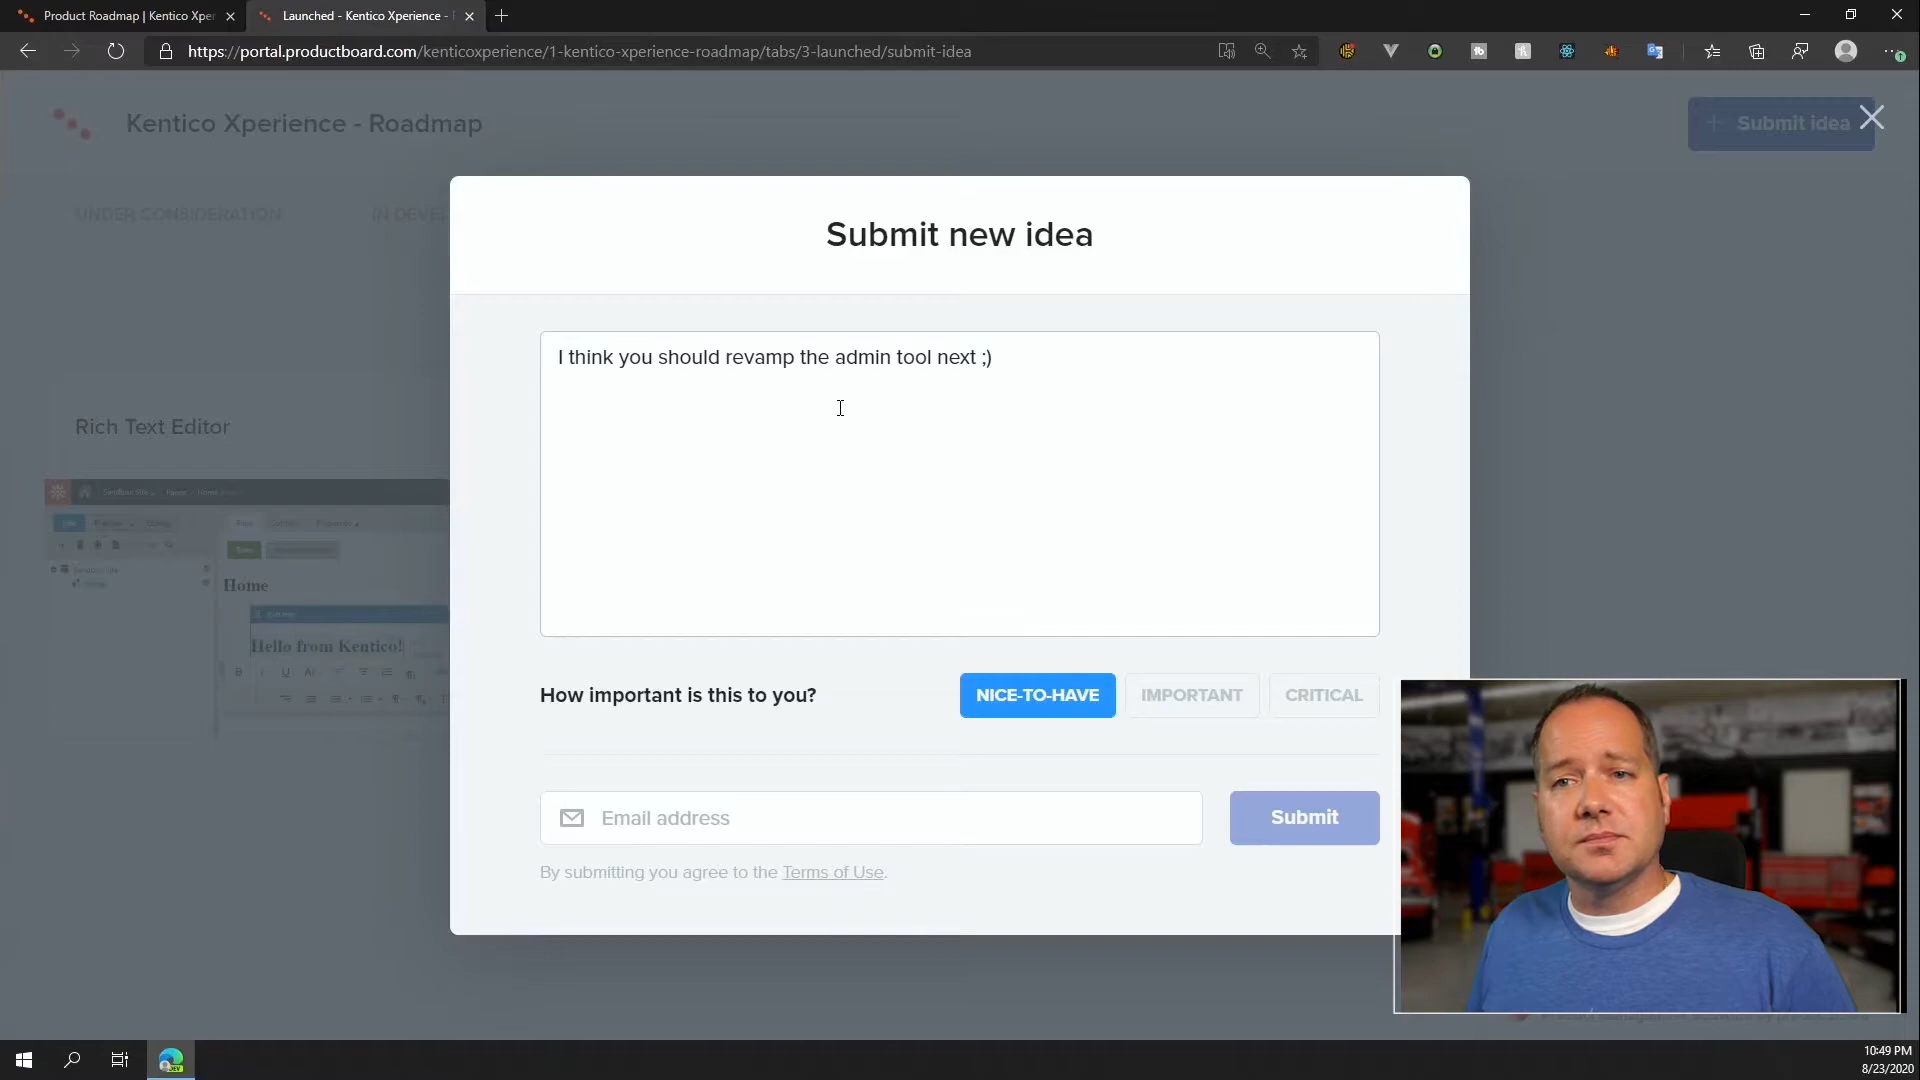 Product Roadmap | Kentico Xper
Launched - Kentico Xperience -
https://portal.productboard.com/kenticoxperience/1-kentico-xperience-roadmap/tabs/3-launched/submit-idea
Kentico Xperience - Roadmap
+ Submit idea
UNDER CONSIDERATION
IN DEVEL
Submit new idea
I think you should revamp the admin tool next ;)
Rich Text Editor
Home
Hello from Kentico!
How important is this to you?
NICE-TO-HAVE
IMPORTANT
CRITICAL
Email address
Submit
By submitting you agree to the Terms of Use.
10:49 PM
8/23/2020